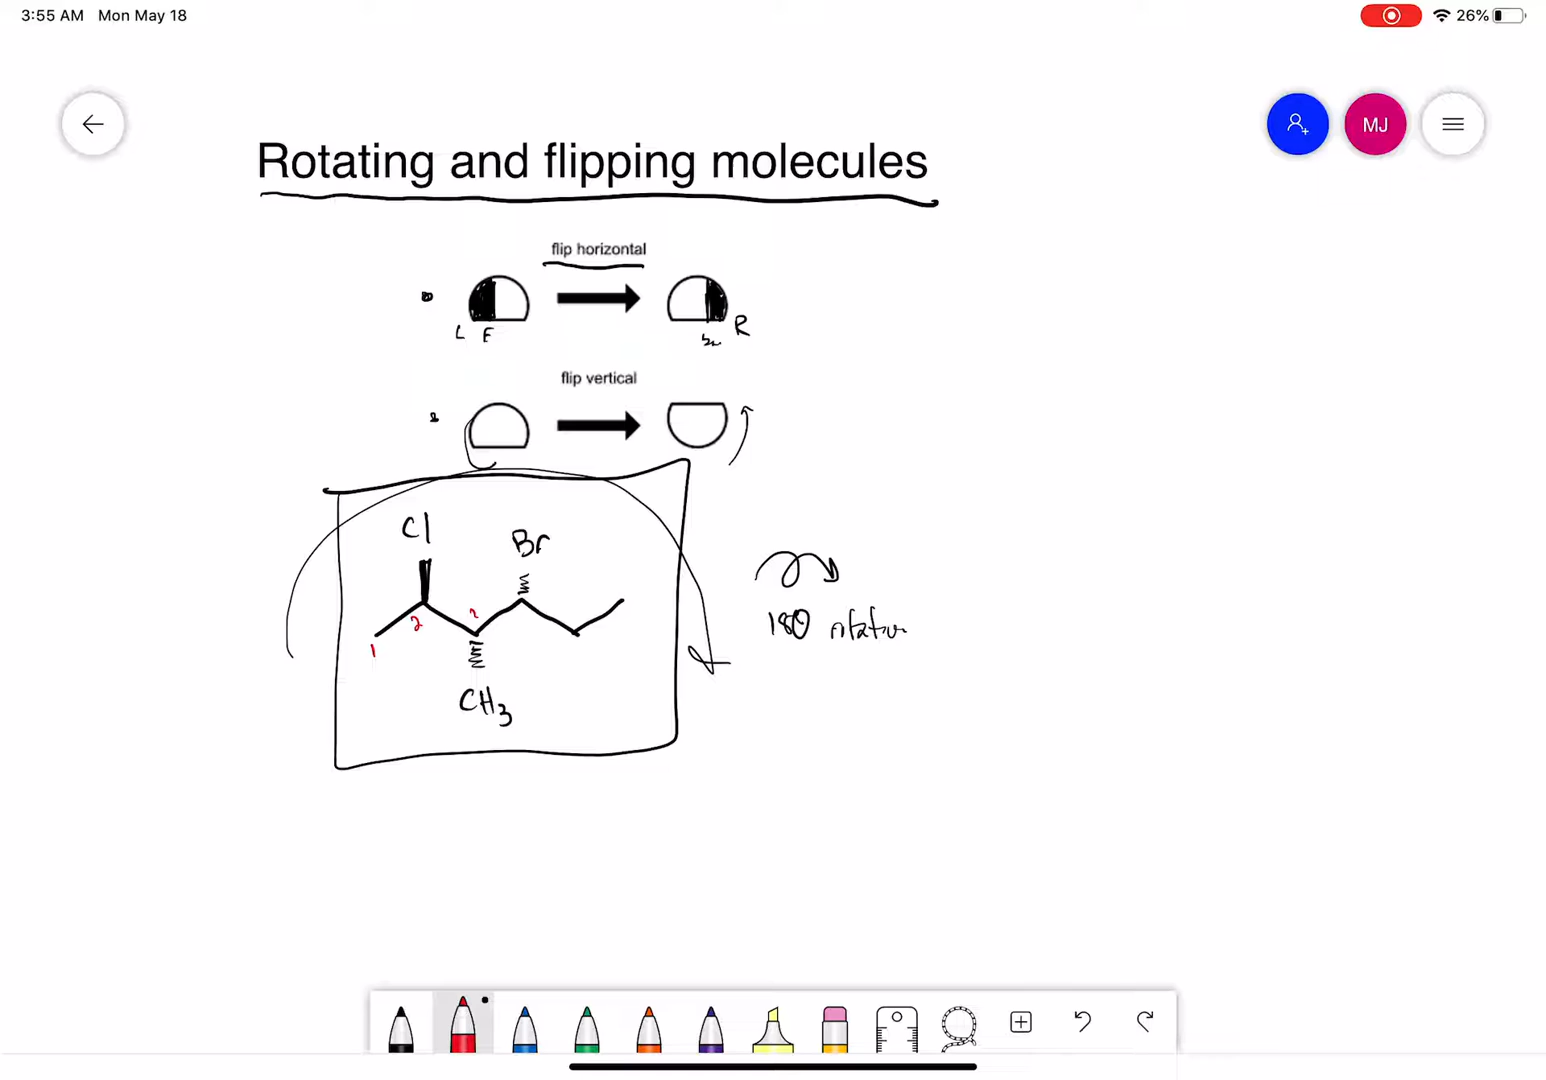 3:55 AM Mon May 18
26%
MJ
Rotating and flipping molecules
flip horizontal
L E
R
flip vertical
Cl
Br
2
1
CH3
180 rotation